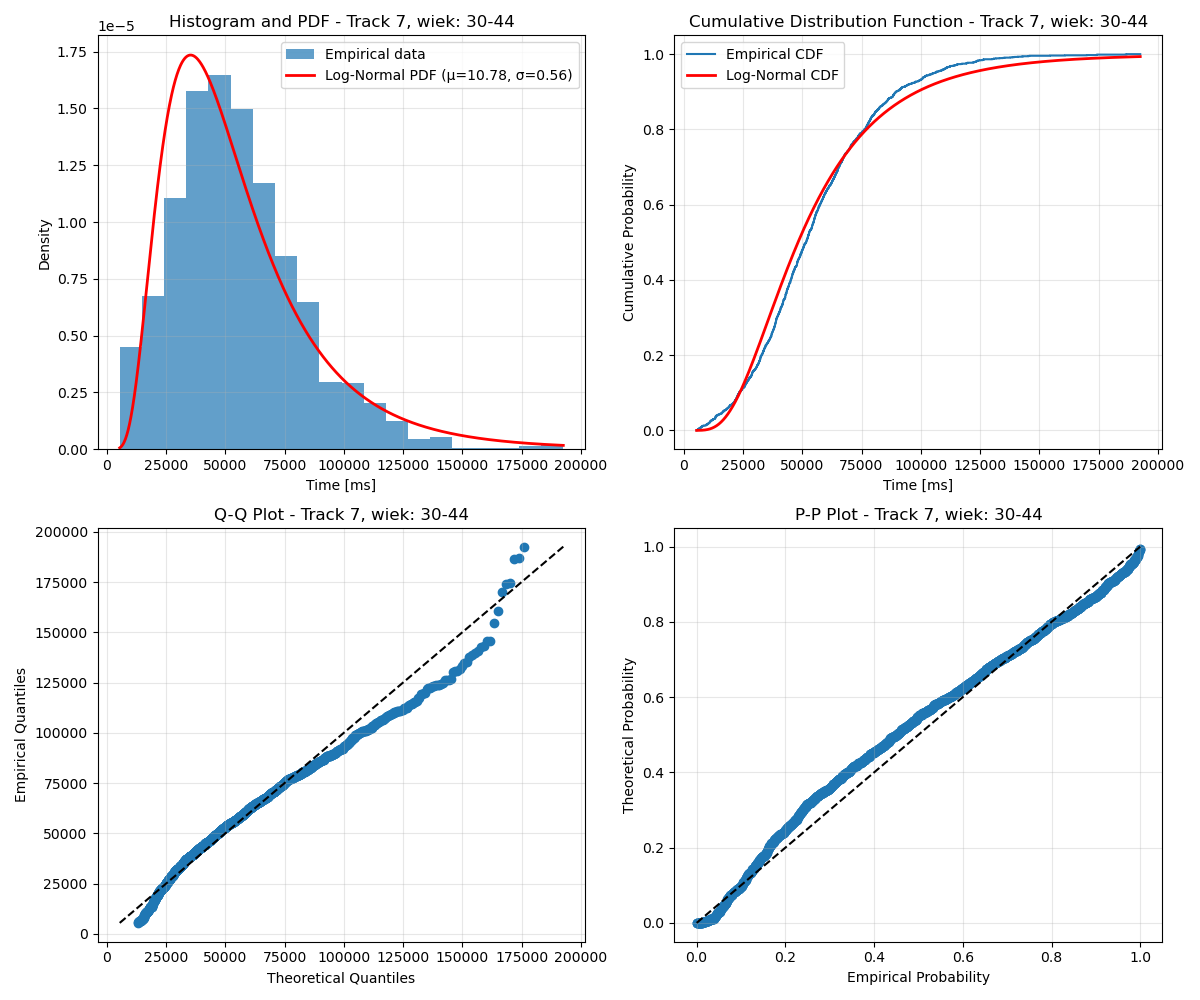 Histogram and PDF - Track 7, wiek: 30-44
1e−5
Empirical data
Log-Normal PDF (μ=10.78, σ=0.56)
1.75
1.50
1.25
1.00
0.75
0.50
0.25
0.00
Density
0 25000 50000 75000 100000 125000 150000 175000 200000
Time [ms]
Cumulative Distribution Function - Track 7, wiek: 30-44
Empirical CDF
Log-Normal CDF
1.0
0.8
0.6
0.4
0.2
0.0
Cumulative Probability
0 25000 50000 75000 100000 125000 150000 175000 200000
Time [ms]
Q-Q Plot - Track 7, wiek: 30-44
200000
175000
150000
125000
100000
75000
50000
25000
0
Empirical Quantiles
0 25000 50000 75000 100000 125000 150000 175000 200000
Theoretical Quantiles
P-P Plot - Track 7, wiek: 30-44
1.0
0.8
0.6
0.4
0.2
0.0
Theoretical Probability
0.0 0.2 0.4 0.6 0.8 1.0
Empirical Probability